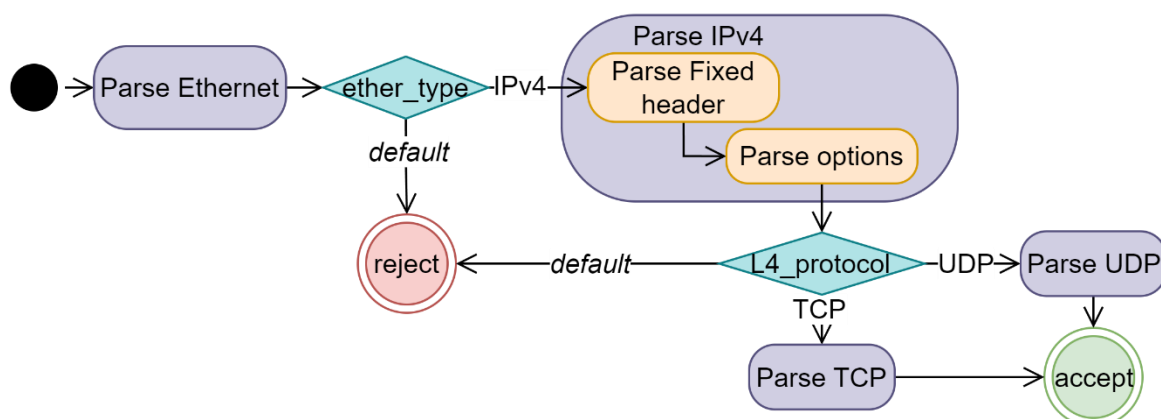 Parse IPv4
Parse Ethernet
ether_type
IPv4
Parse Fixed
header
default
Parse options
reject
default
L4_protocol
UDP
Parse UDP
TCP
Parse TCP
accept